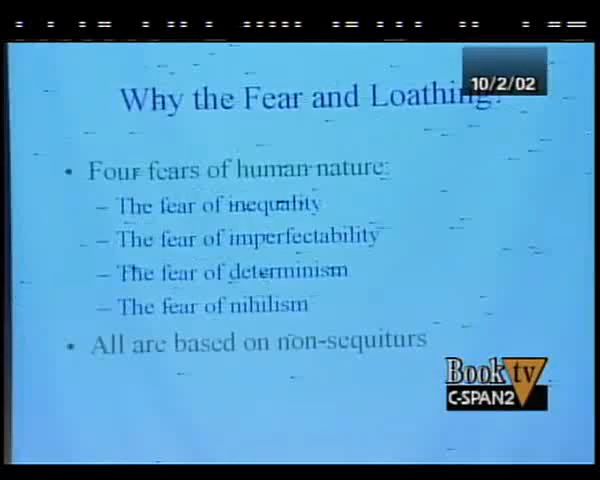 10/2/02
Why the Fear and Loathing?
• Four fears of human nature:
– The fear of inequality
– The fear of imperfectability
– The fear of determinism
– The fear of nihilism
• All are based on non-sequiturs
Book tv
C-SPAN2